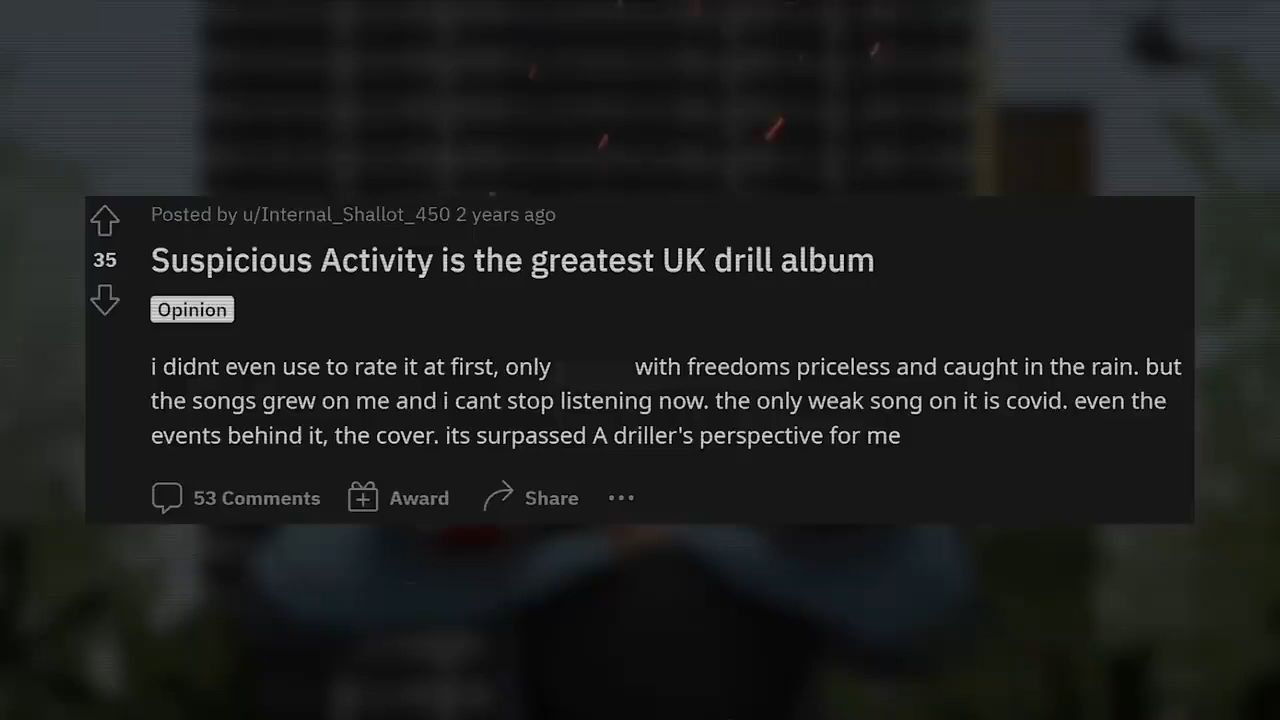 Posted by u/Internal_Shallot_450 2 years ago
35
Suspicious Activity is the greatest UK drill album
Opinion
i didnt even use to rate it at first, only with freedoms priceless and caught in the rain. but
the songs grew on me and i cant stop listening now. the only weak song on it is covid. even the
events behind it, the cover. its surpassed A driller's perspective for me
53 Comments Award Share